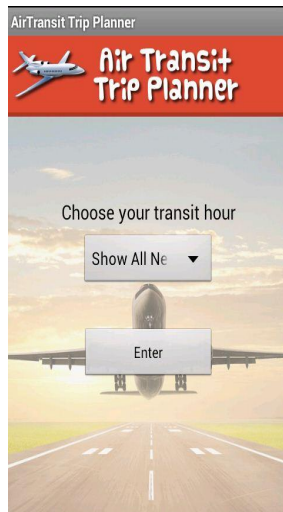 AirTransit Trip Planner
Air Transit
Trip Planner
Choose your transit hour
Show All Ne
Enter